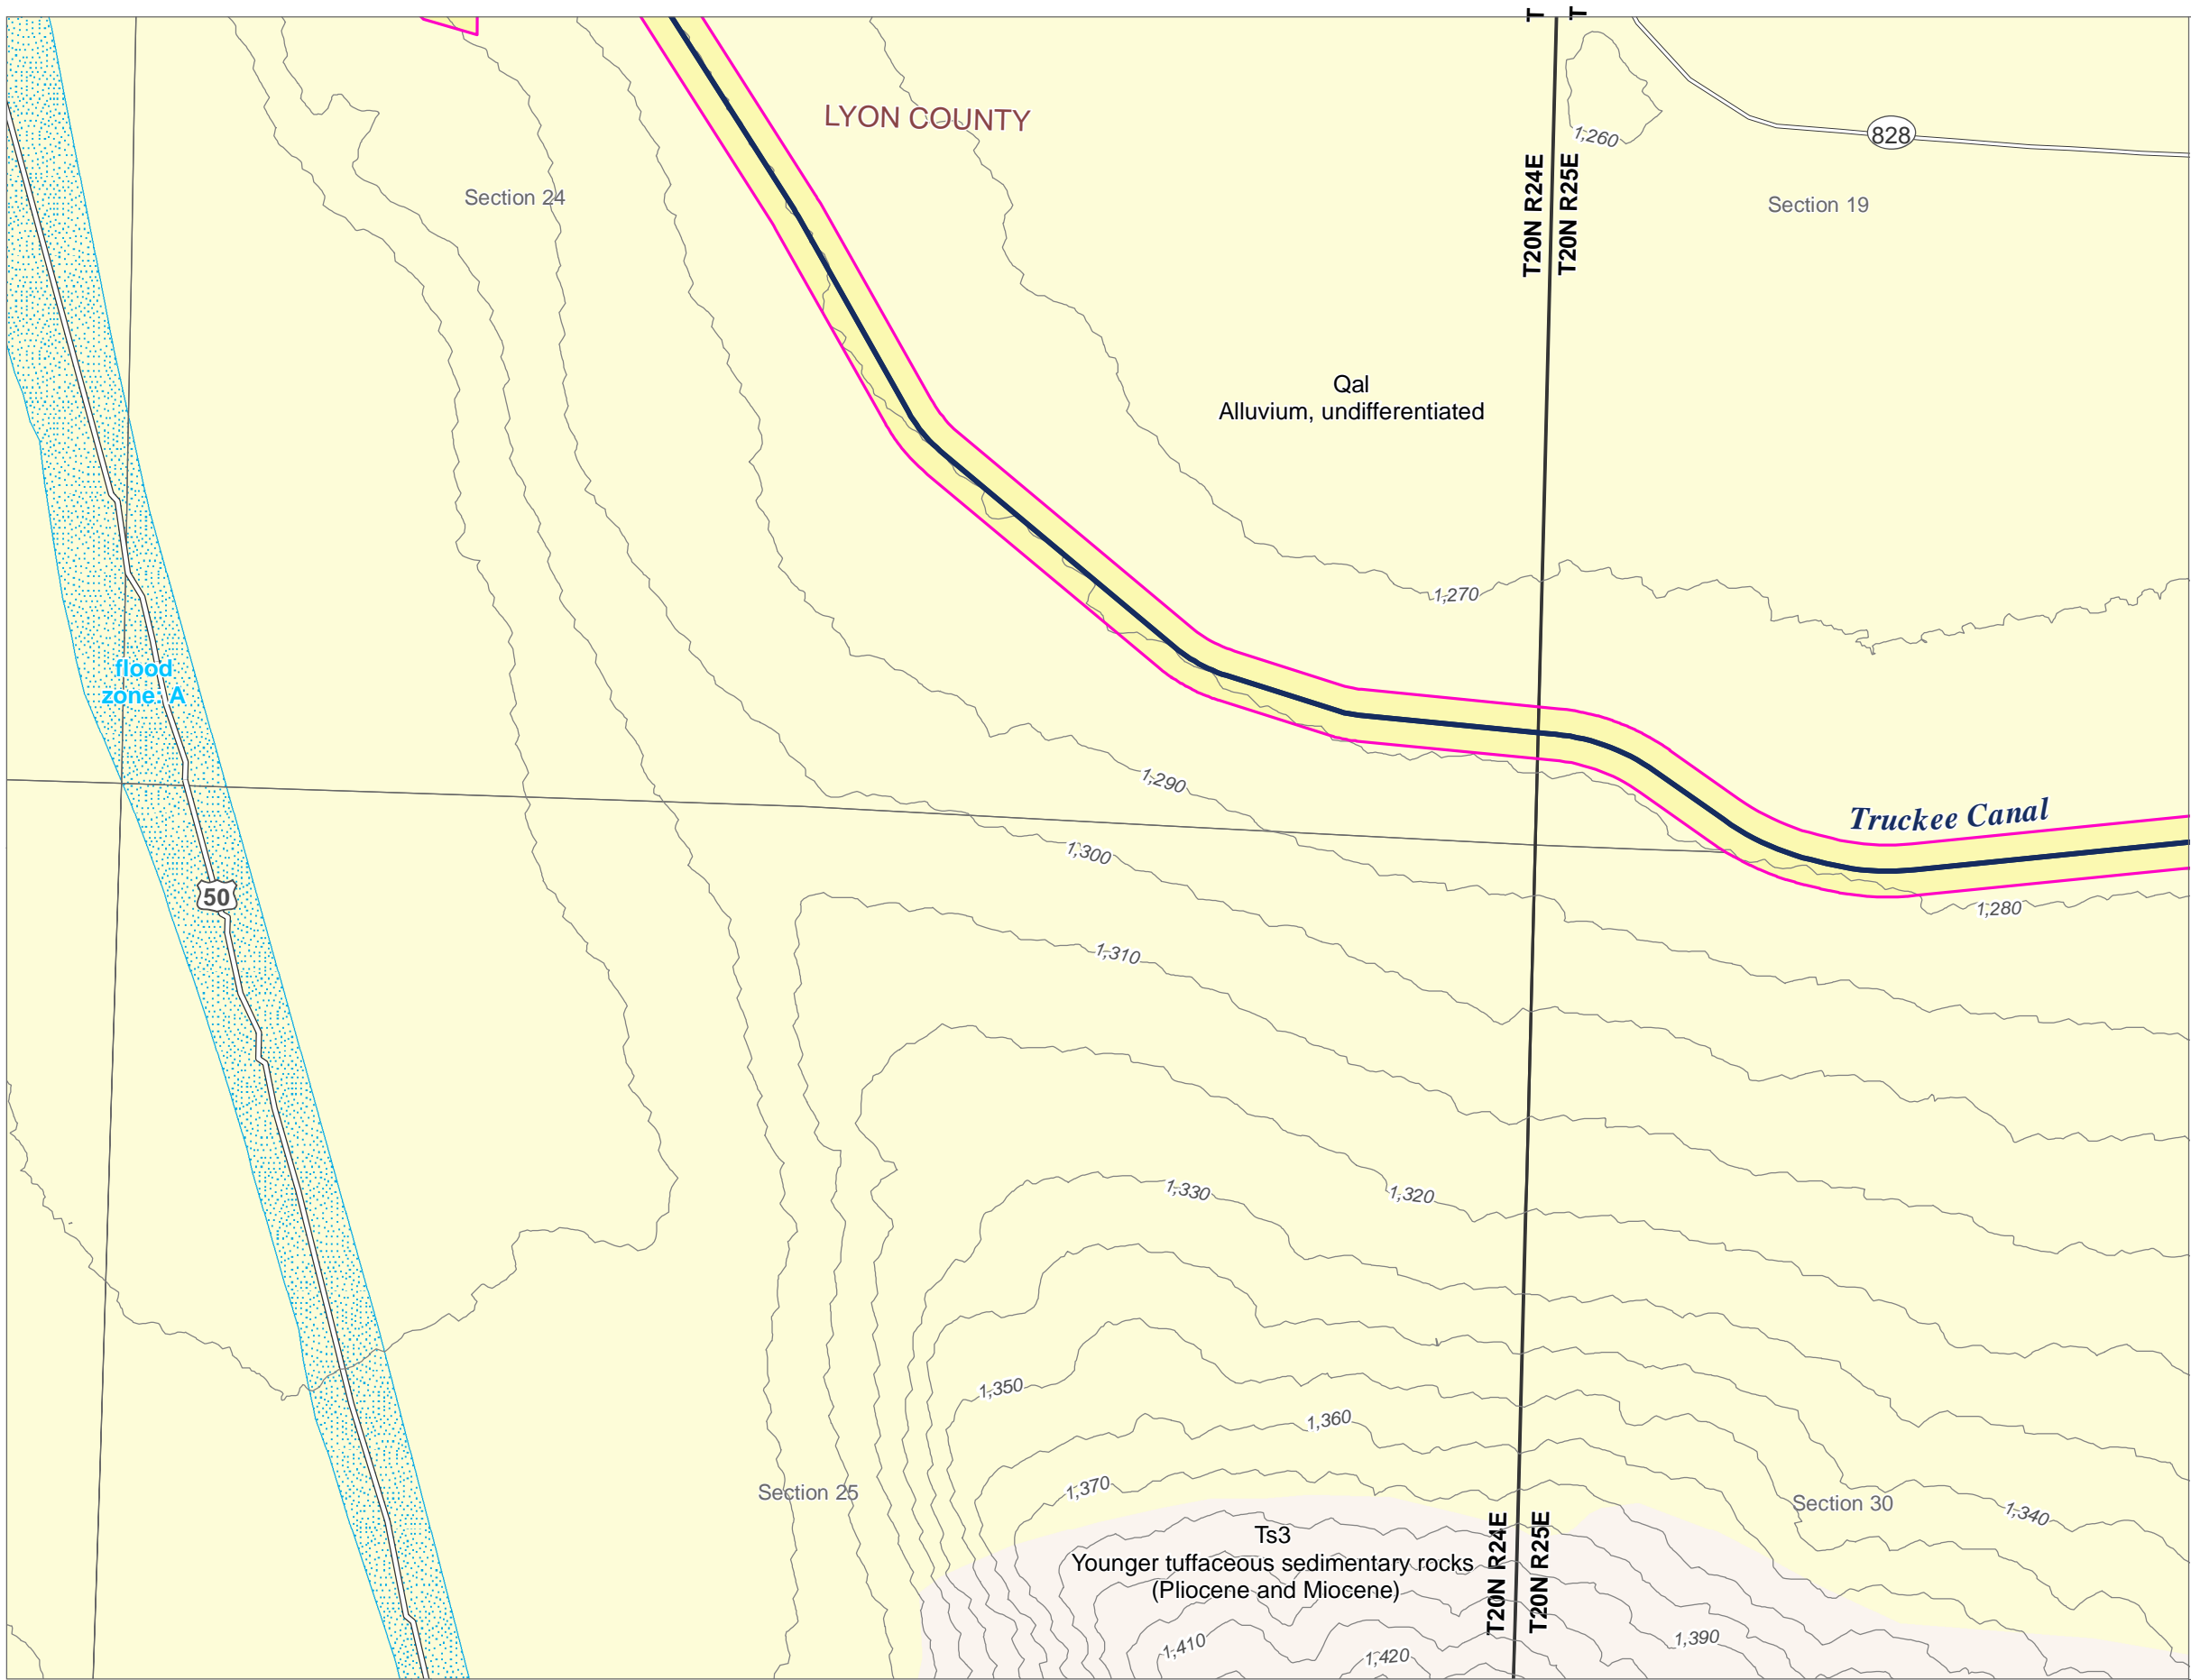 T
T
LYON COUNTY
828
1,260
T20N R24E
T20N R25E
Section 24
Section 19
Qal
Alluvium, undifferentiated
1,270
flood
zone: A
1,290
Truckee Canal
1,300
50
1,280
1,310
1,330
1,320
1,350
1,360
1,370
Section 25
Section 30
1,340
T20N R24E
T20N R25E
Ts3
Younger tuffaceous sedimentary rocks
(Pliocene and Miocene)
1,410
1,420
1,390